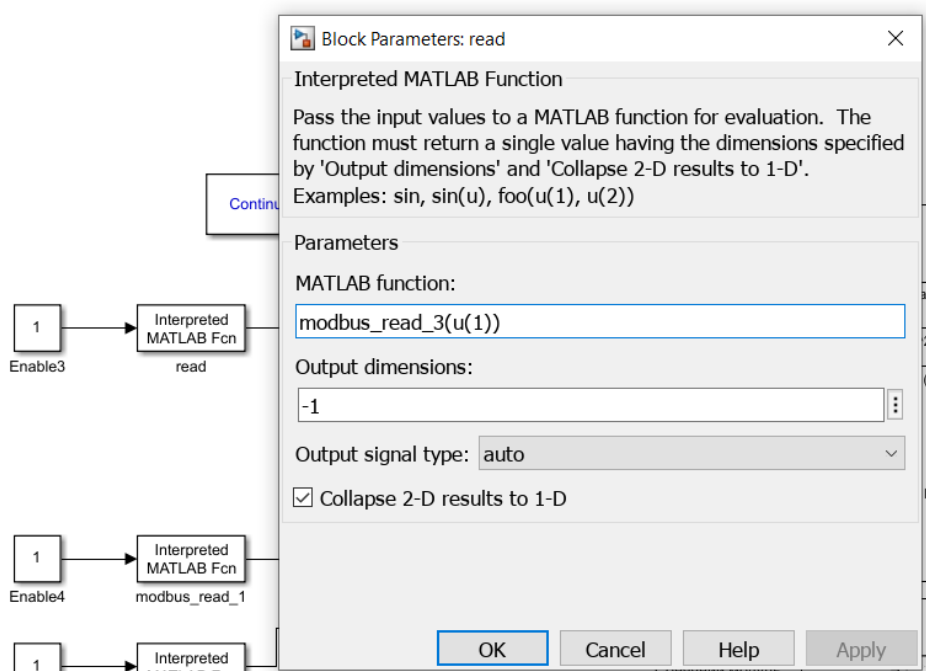 Block Parameters: read
Interpreted MATLAB Function
Pass the input values to a MATLAB function for evaluation. The
function must return a single value having the dimensions specified
by 'Output dimensions' and 'Collapse 2-D results to 1-D'.
Examples: sin, sin(u), foo(u(1), u(2))
Parameters
MATLAB function:
modbus_read_3(u(1))
Output dimensions:
-1
Output signal type: auto
Collapse 2-D results to 1-D
OK Cancel Help Apply
Continu
1
Interpreted
MATLAB Fcn
Enable3 read
1
Interpreted
MATLAB Fcn
Enable4 modbus_read_1
1
Interpreted